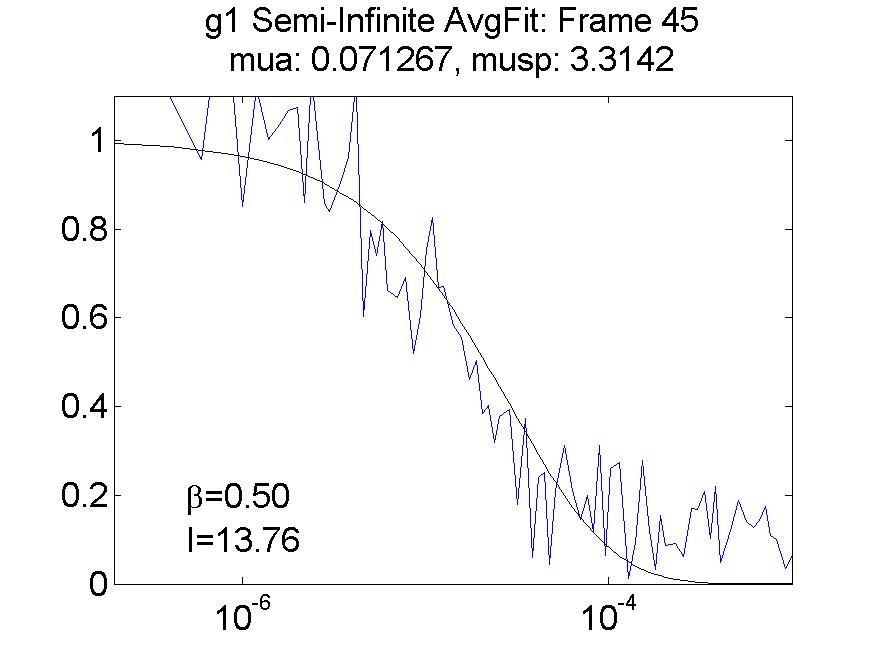 g1 Semi-Infinite AvgFit: Frame 45
mua: 0.071267, musp: 3.3142
1
0.8
0.6
0.4
0.2
0
β=0.50
I=13.76
10^-6
10^-4